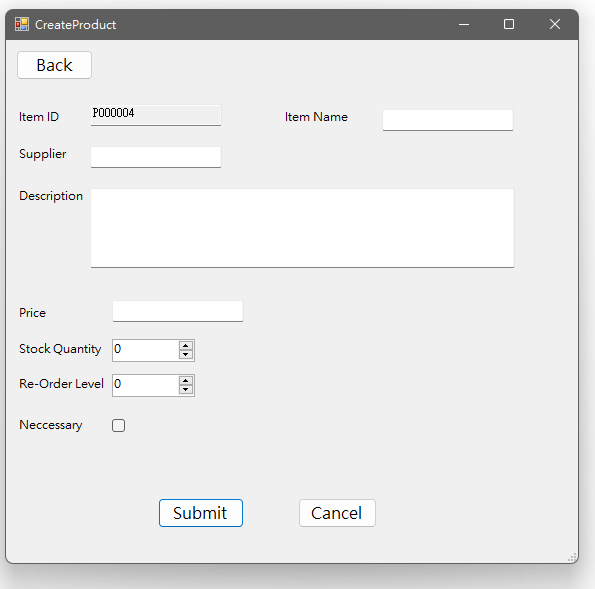 CreateProduct
Back
Item ID P000004 Item Name
Supplier
Description
Price
Stock Quantity 0
Re-Order Level 0
Neccessary
Submit Cancel